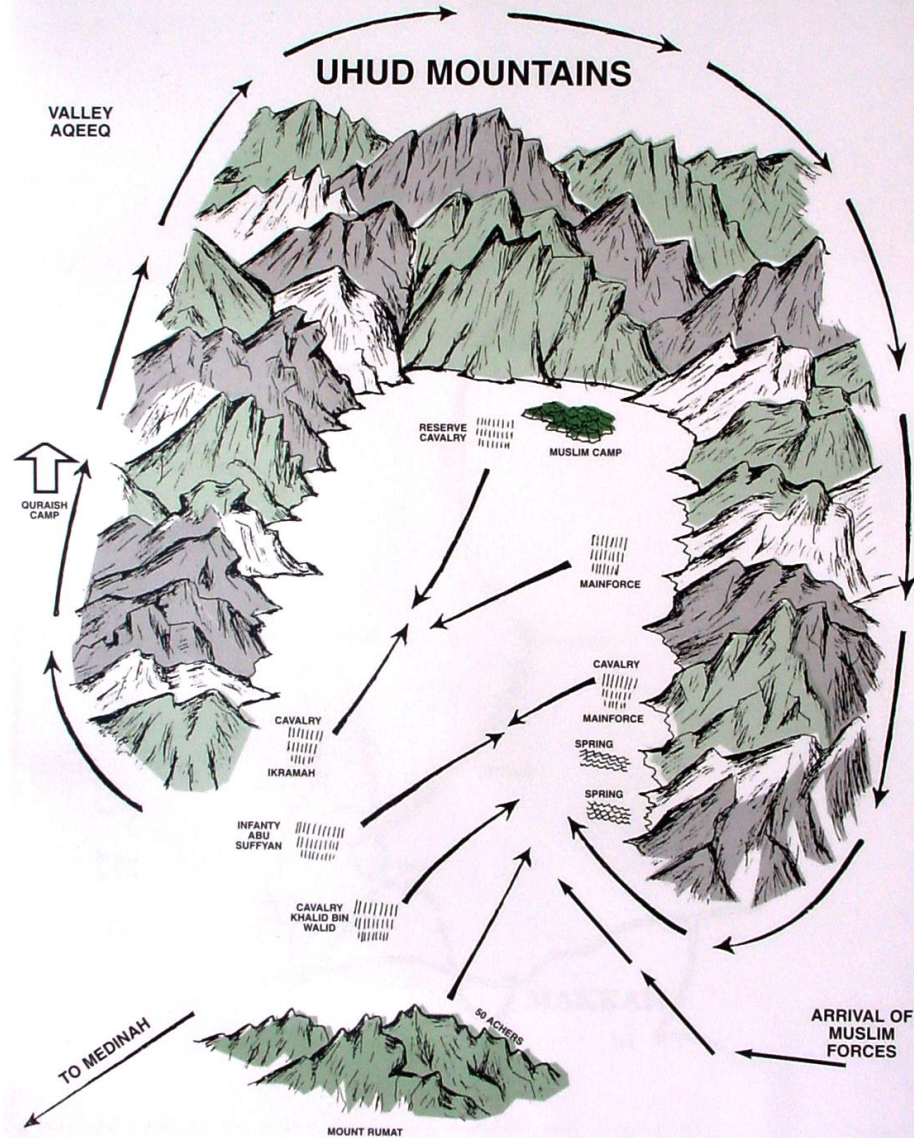 UHUD MOUNTAINS
VALLEY
AQEEQ
RESERVE
CAVALRY
MUSLIM CAMP
QURAISH
CAMP
MAINFORCE
CAVALRY
MAINFORCE
CAVALRY
IKRAMAH
SPRING
SPRING
INFANTY
ABU
SUFFYAN
CAVALRY
KHALID BIN
WALID
50 ACHERS
ARRIVAL OF
MUSLIM
FORCES
TO MEDINAH
MOUNT RUMAT